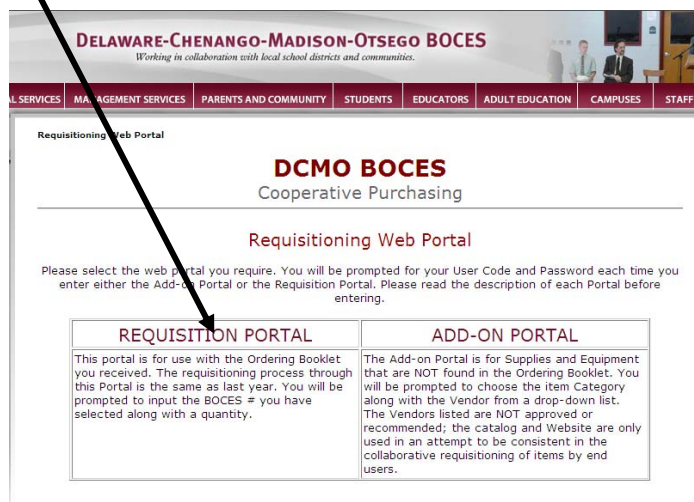 DELAWARE-CHENANGO-MADISON-OTSEGO BOCES
Working in collaboration with local school districts and communities.
SERVICES MANAGEMENT SERVICES PARENTS AND COMMUNITY STUDENTS EDUCATORS ADULT EDUCATION CAMPUSES STAFF
Requisitioning Web Portal
DCMO BOCES
Cooperative Purchasing
Requisitioning Web Portal
Please select the web portal you require. You will be prompted for your User Code and Password each time you
enter either the Add-on Portal or the Requisition Portal. Please read the description of each Portal before
entering.
REQUISITION PORTAL
This portal is for use with the Ordering Booklet
you received. The requisitioning process through
this Portal is the same as last year. You will be
prompted to input the BOCES # you have
selected along with a quantity.
ADD-ON PORTAL
The Add-on Portal is for Supplies and Equipment
that are NOT found in the Ordering Booklet. You
will be prompted to choose the item Category
along with the Vendor from a drop-down list.
The Vendors listed are NOT approved or
recommended; the catalog and Website are only
used in an attempt to be consistent in the
collaborative requisitioning of items by end
users.